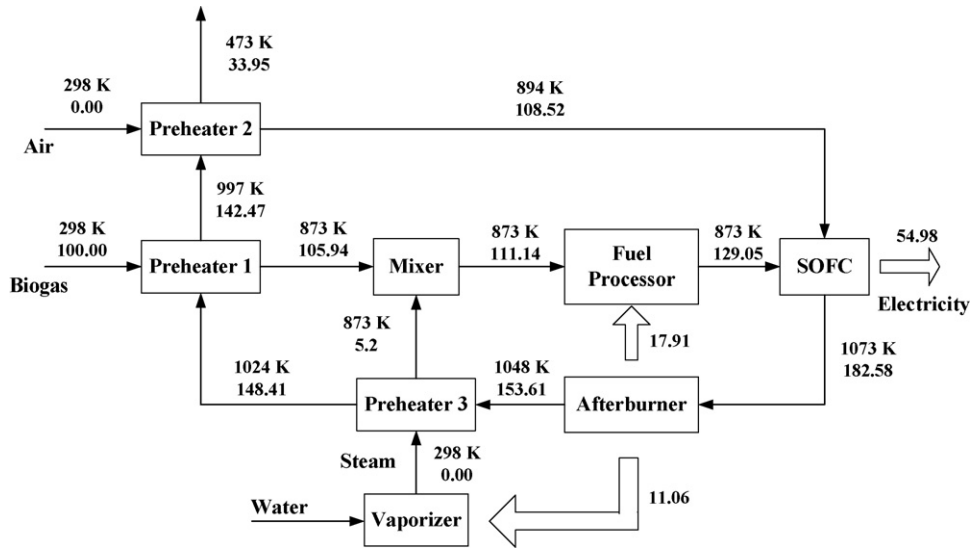 473 K
33.95
298 K
0.00
Air
Preheater 2
894 K
108.52
997 K
142.47
298 K
100.00
Biogas
Preheater 1
873 K
105.94
Mixer
873 K
111.14
Fuel
Processor
873 K
129.05
SOFC
54.98
Electricity
873 K
5.2
17.91
1073 K
182.58
1024 K
148.41
Preheater 3
1048 K
153.61
Afterburner
Steam
298 K
0.00
Water
Vaporizer
11.06